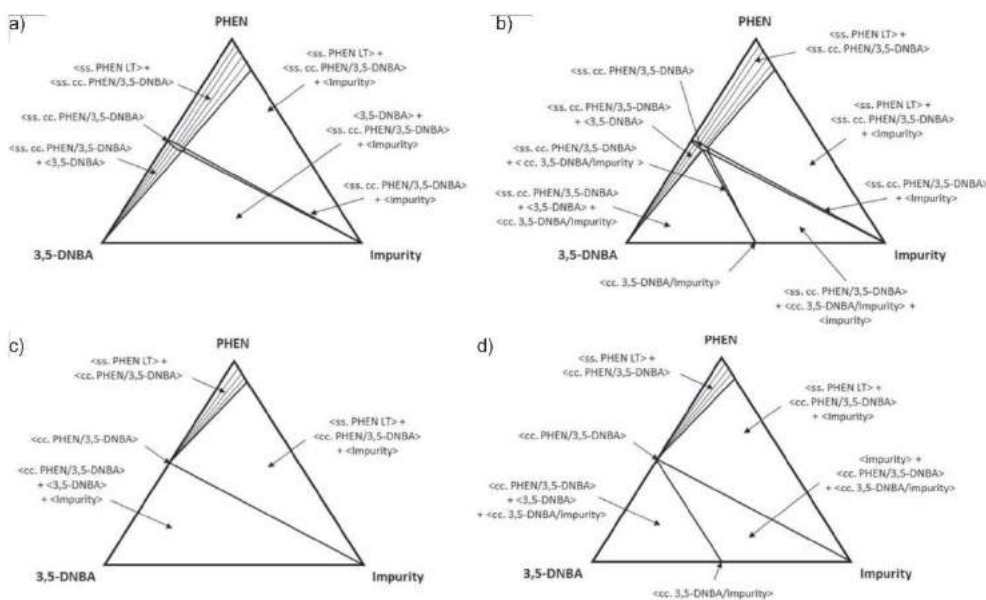 a)
PHEN
<ss. PHEN LT> +
<ss. cc. PHEN/3,5-DNBA>
<ss. PHEN LT> +
<ss. cc. PHEN/3,5-DNBA>
+ <Impurity>
<ss. cc. PHEN/3,5-DNBA>
<3,5-DNBA> +
<ss. cc. PHEN/3,5-DNBA>
+ <Impurity>
<ss. cc. PHEN/3,5-DNBA>
+ <3,5-DNBA>
<ss. cc. PHEN/3,5-DNBA>
+ <Impurity>
3,5-DNBA
Impurity
b)
PHEN
<ss. PHEN LT> +
<ss. cc. PHEN/3,5-DNBA>
<ss. cc. PHEN/3,5-DNBA>
<ss. cc. PHEN/3,5-DNBA>
+ <3,5-DNBA>
<ss. PHEN LT> +
<ss. cc. PHEN/3,5-DNBA>
+ <Impurity>
<ss. cc. PHEN/3,5-DNBA>
+ < cc. 3,5-DNBA/Impurity >
<ss. cc. PHEN/3,5-DNBA>
+ <3,5-DNBA> +
<cc. 3,5-DNBA/Impurity>
<ss. cc. PHEN/3,5-DNBA>
+ <Impurity>
3,5-DNBA
Impurity
<cc. 3,5-DNBA/Impurity>
<ss. cc. PHEN/3,5-DNBA>
+ <cc. 3,5-DNBA/Impurity> +
<impurity>
c)
PHEN
<ss. PHEN LT> +
<cc. PHEN/3,5-DNBA>
<ss. PHEN LT> +
<cc. PHEN/3,5-DNBA>
+ <Impurity>
<cc. PHEN/3,5-DNBA>
<cc. PHEN/3,5-DNBA>
+ <3,5-DNBA>
+ <Impurity>
3,5-DNBA
Impurity
d)
PHEN
<ss. PHEN LT> +
<cc. PHEN/3,5-DNBA>
<ss. PHEN LT> +
<cc. PHEN/3,5-DNBA>
+ <Impurity>
<cc. PHEN/3,5-DNBA>
<impurity> +
<cc. PHEN/3,5-DNBA>
+ <cc. 3,5-DNBA/impurity>
<cc. PHEN/3,5-DNBA>
+ <3,5-DNBA>
+ <cc. 3,5-DNBA/impurity>
3,5-DNBA
Impurity
<cc. 3,5-DNBA/impurity>